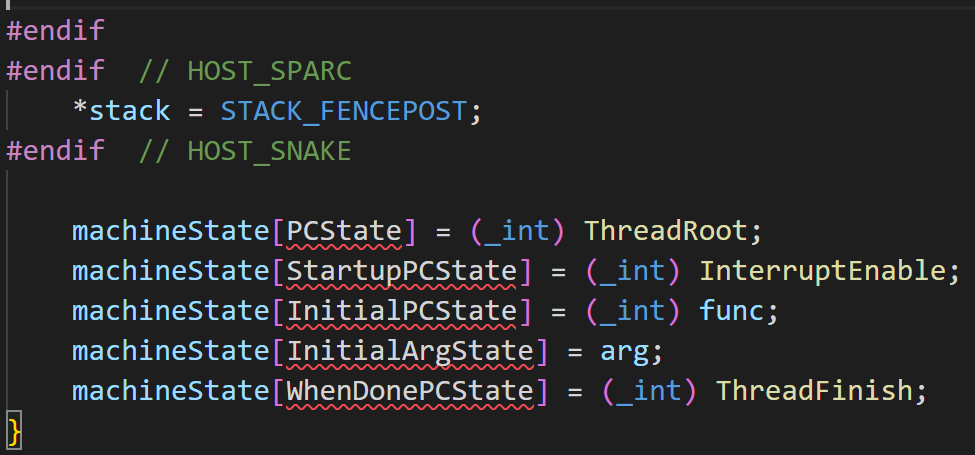 #endif
#endif  // HOST_SPARC
    *stack = STACK_FENCEPOST;
#endif  // HOST_SNAKE
    machineState[PCState] = (_int) ThreadRoot;
    machineState[StartupPCState] = (_int) InterruptEnable;
    machineState[InitialPCState] = (_int) func;
    machineState[InitialArgState] = arg;
    machineState[WhenDonePCState] = (_int) ThreadFinish;
}